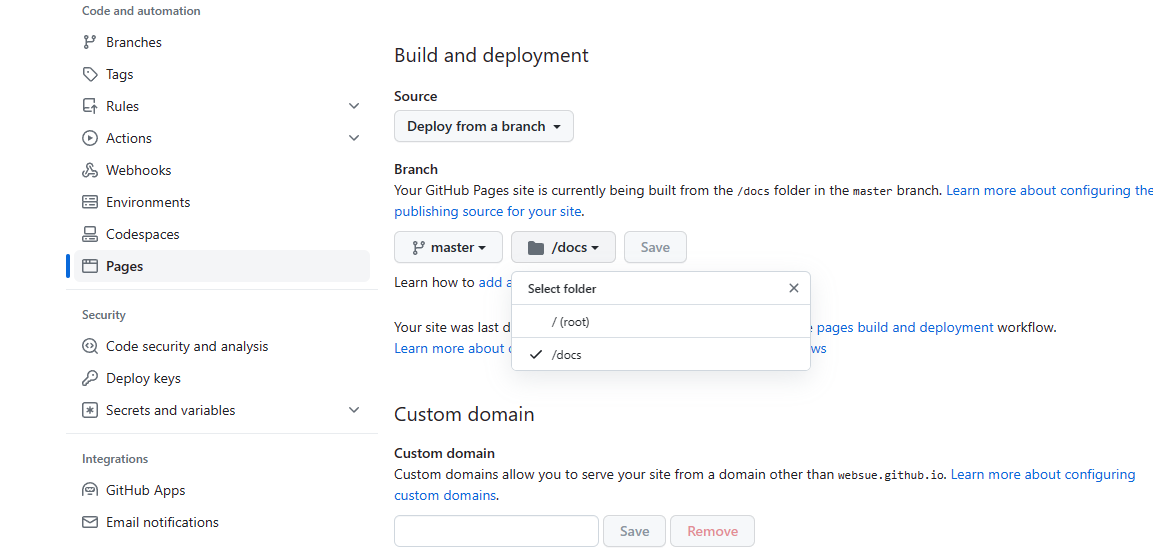 Code and automation
Branches
Tags
Rules
Actions
Webhooks
Environments
Codespaces
Pages
Security
Code security and analysis
Deploy keys
Secrets and variables
Integrations
GitHub Apps
Email notifications
Build and deployment
Source
Deploy from a branch
Branch
Your GitHub Pages site is currently being built from the /docs folder in the master branch. Learn more about configuring the
publishing source for your site.
master /docs Save
Learn how to add a
Select folder
/ (root)
/docs
Your site was last d pages build and deployment workflow.
Learn more about ws
Custom domain
Custom domain
Custom domains allow you to serve your site from a domain other than websue.github.io. Learn more about configuring
custom domains.
Save Remove